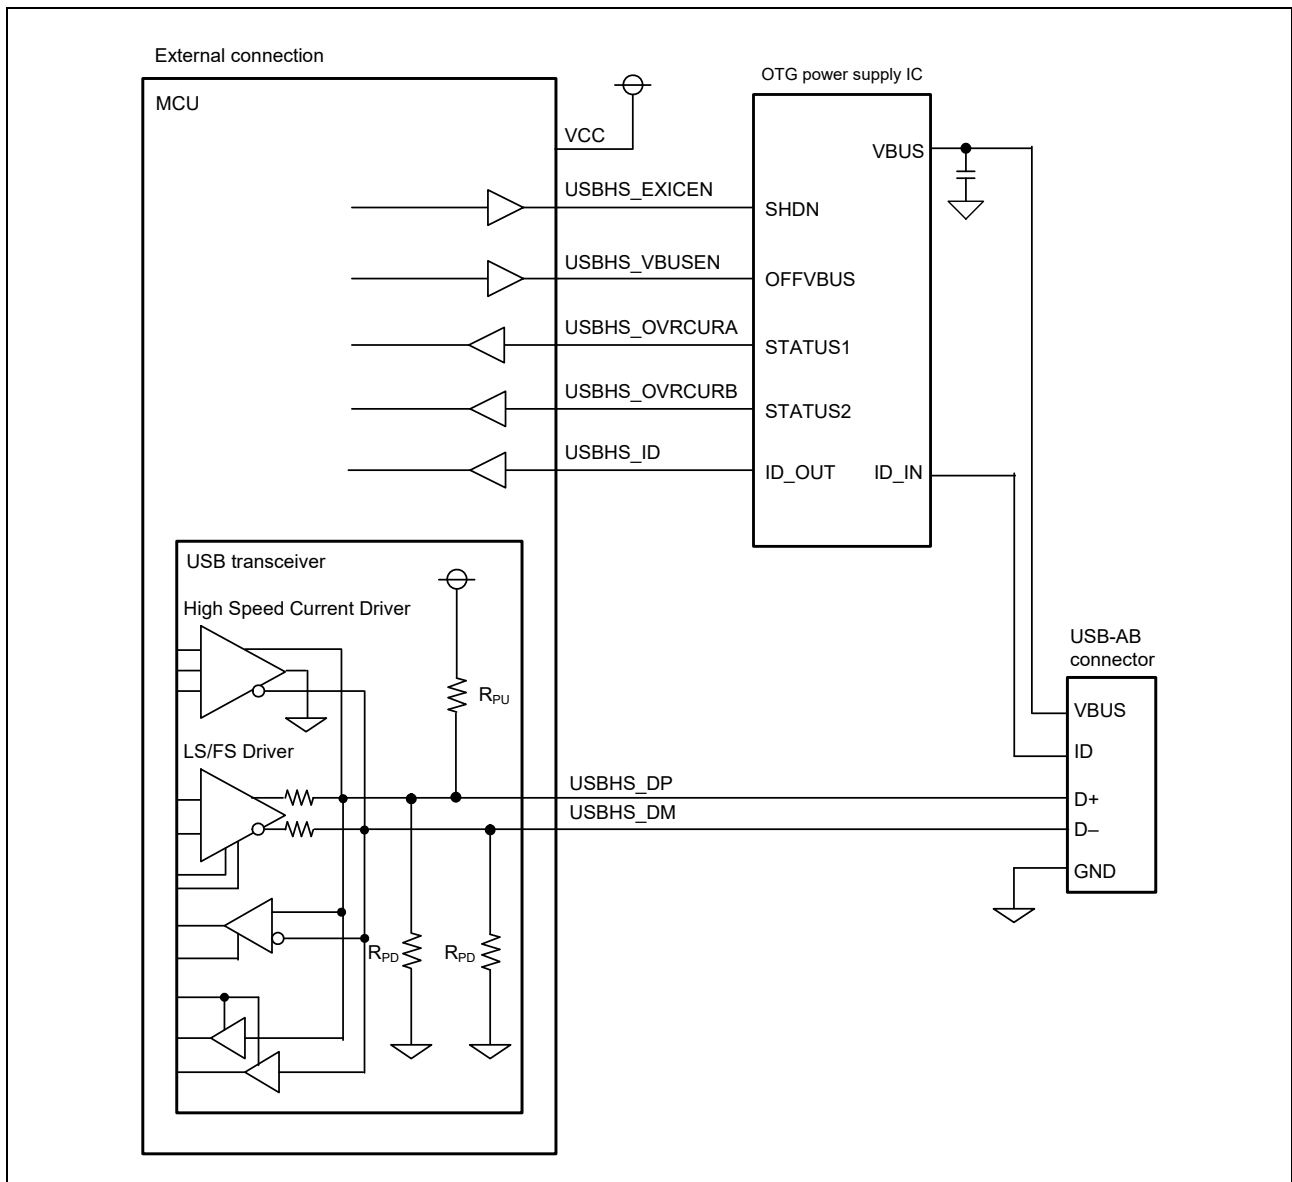 External connection
OTG power supply IC
MCU
VCC
VBUS
USBHS_EXICEN
SHDN
USBHS_VBUSEN
OFFVBUS
USBHS_OVRCURA
STATUS1
USBHS_OVRCURB
STATUS2
USBHS_ID
ID_OUT
ID_IN
USB transceiver
High Speed Current Driver
RPU
LS/FS Driver
USB-AB
connector
VBUS
ID
USBHS_DP
D+
USBHS_DM
D–
GND
RPD
RPD